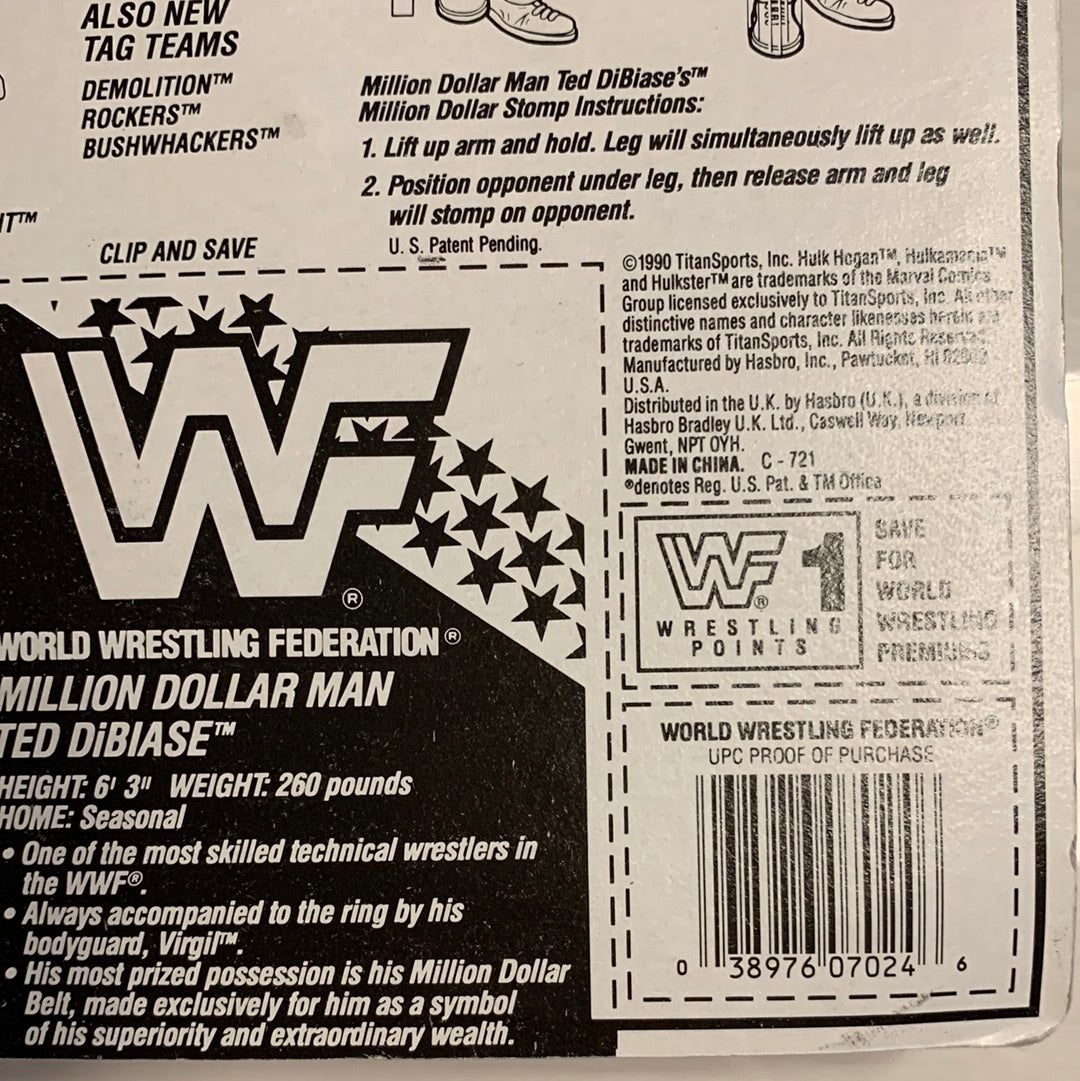 ALSO NEW
TAG TEAMS
DEMOLITION™
ROCKERS™
BUSHWHACKERS™
Million Dollar Man Ted DiBiase's™
Million Dollar Stomp Instructions:
1. Lift up arm and hold. Leg will simultaneously lift up as well.
2. Position opponent under leg, then release arm and leg
will stomp on opponent.
U. S. Patent Pending.
CLIP AND SAVE
WF
®
WORLD WRESTLING FEDERATION®
MILLION DOLLAR MAN
TED DiBIASE™
HEIGHT: 6' 3" WEIGHT: 260 pounds
HOME: Seasonal
• One of the most skilled technical wrestlers in
the WWF®.
• Always accompanied to the ring by his
bodyguard, Virgil™.
• His most prized possession is his Million Dollar
Belt, made exclusively for him as a symbol
of his superiority and extraordinary wealth.
©1990 TitanSports, Inc. Hulk Hogan™, Hulkamania™
and Hulkster™ are trademarks of the Marvel Comics
Group licensed exclusively to TitanSports, Inc. All other
distinctive names and character likenesses herein are
trademarks of TitanSports, Inc. All Rights Reserved.
Manufactured by Hasbro, Inc., Pawtucket, RI 02862
U.S.A.
Distributed in the U.K. by Hasbro (U.K.), a division of
Hasbro Bradley U.K. Ltd., Caswell Way, Newport
Gwent, NPT OYH.
MADE IN CHINA. C - 721
®denotes Reg. U.S. Pat. & TM Office
WF® 1
WRESTLING
POINTS
SAVE
FOR
WORLD
WRESTLING
PREMIUMS
WORLD WRESTLING FEDERATION®
UPC PROOF OF PURCHASE
0 38976 07024 6